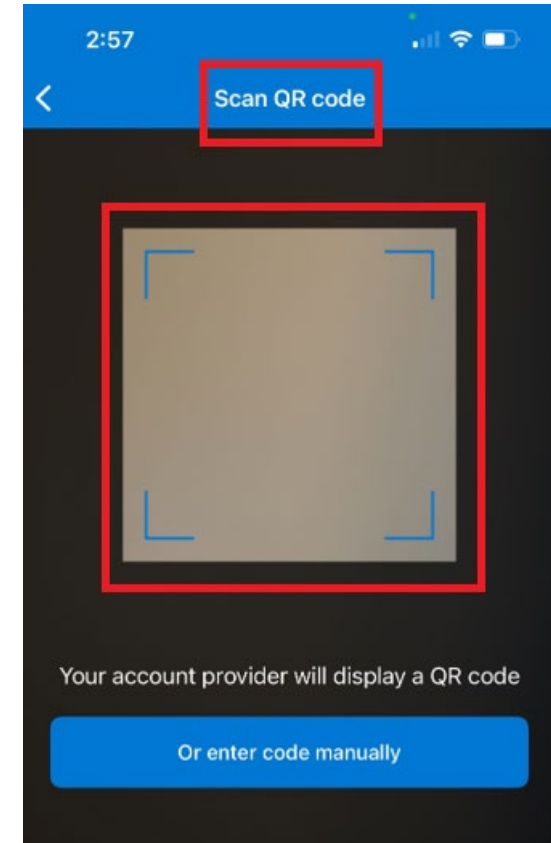 2:57
Scan QR code
Your account provider will display a QR code
Or enter code manually